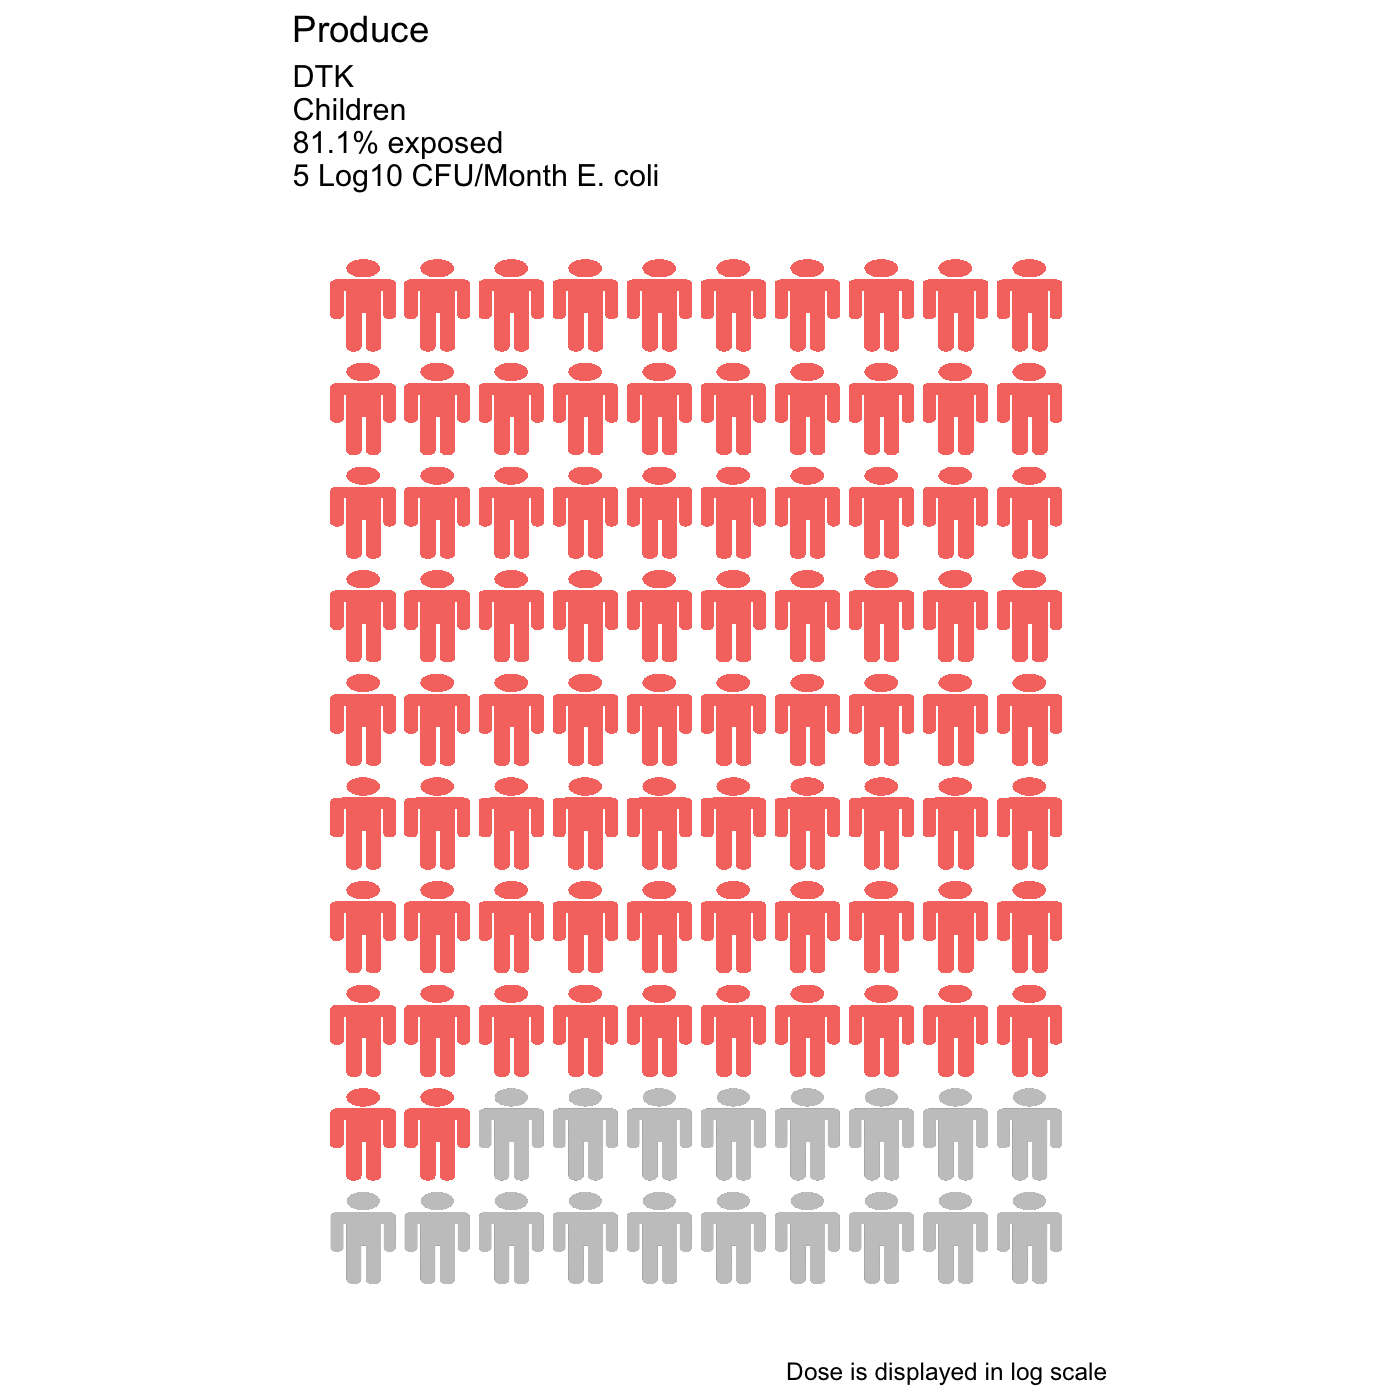 Produce
DTK
Children
81.1% exposed
5 Log10 CFU/Month E. coli
Dose is displayed in log scale